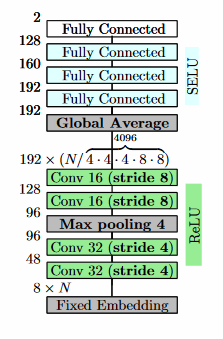 2
Fully Connected
128
Fully Connected
160
Fully Connected
192
Fully Connected
192
SELU
Global Average
4096
192 × (N/4 · 4 · 4 · 8 · 8)
Conv 16 (stride 8)
128
Conv 16 (stride 8)
96
Max pooling 4
96
Conv 32 (stride 4)
48
Conv 32 (stride 4)
ReLU
8 × N
Fixed Embedding